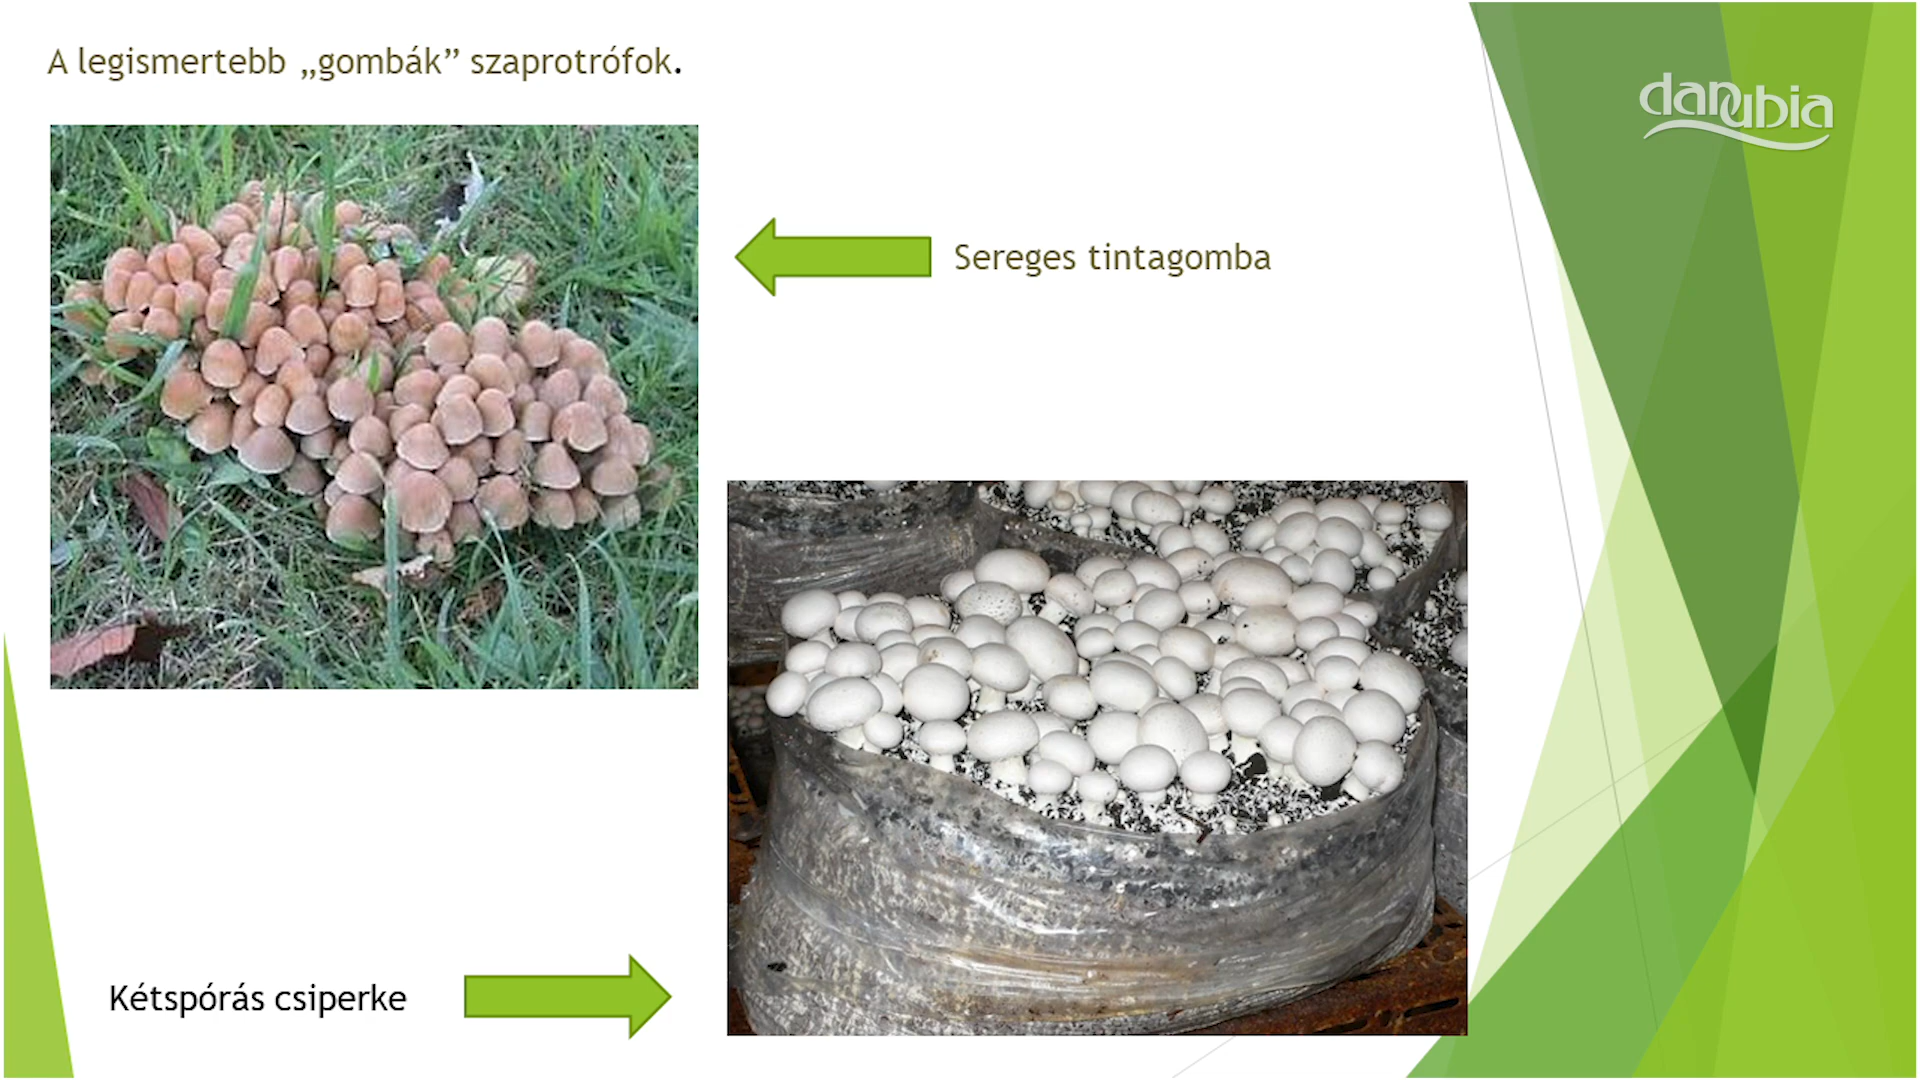 A legismertebb „gombák” szaprotrófok.
danubia
Sereges tintagomba
Kétspórás csiperke